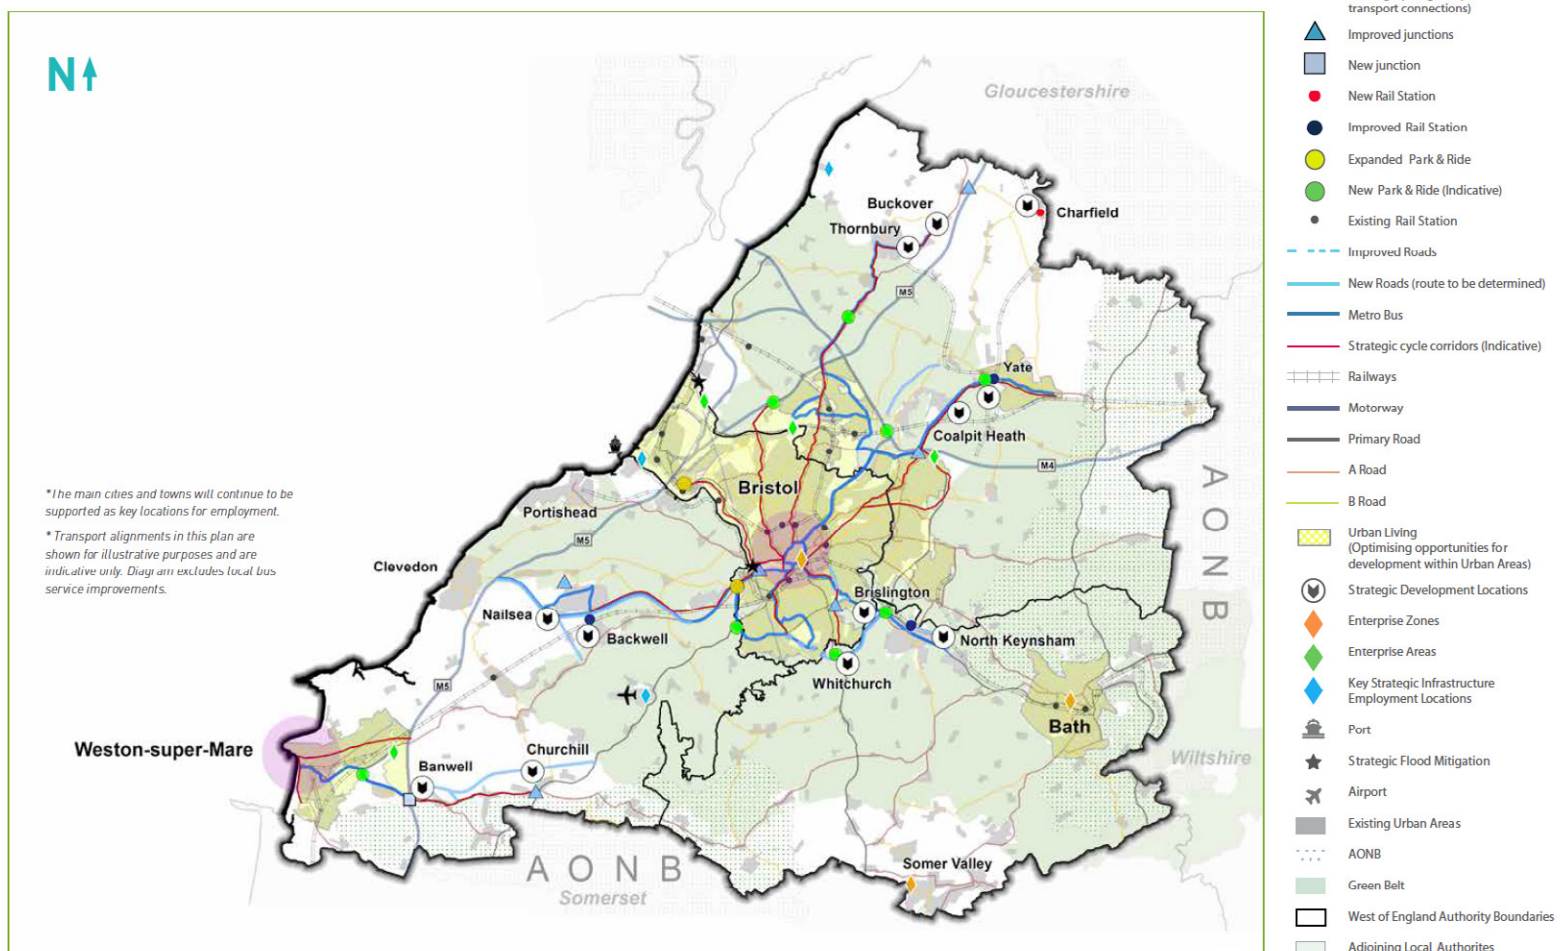 N
Gloucestershire
Buckover
Thornbury
Charfield
M5
Yate
Coalpit Heath
M4
Bristol
Portishead
M5
Clevedon
Nailsea
Backwell
Brislington
North Keynsham
Whitchurch
M5
Bath
Weston-super-Mare
Churchill
Banwell
Somer Valley
AONB
Somerset
AONB
Wiltshire
*The main cities and towns will continue to
supported as key locations for employment.
* Transport alignments in this plan are
shown for illustrative purposes and are
indicative only. Diagram excludes local bus
service improvements.
transport connections)
Improved junctions
New junction
New Rail Station
Improved Rail Station
Expanded Park & Ride
New Park & Ride (Indicative)
Existing Rail Station
Improved Roads
New Roads (route to be determined)
Metro Bus
Strategic cycle corridors (Indicative)
Railways
Motorway
Primary Road
A Road
B Road
Urban Living
(Optimising opportunities for
development within Urban Areas)
Strategic Development Locations
Enterprise Zones
Enterprise Areas
Key Strategic Infrastructure
Employment Locations
Port
Strategic Flood Mitigation
Airport
Existing Urban Areas
AONB
Green Belt
West of England Authority Boundaries
Adjoining Local Authorites